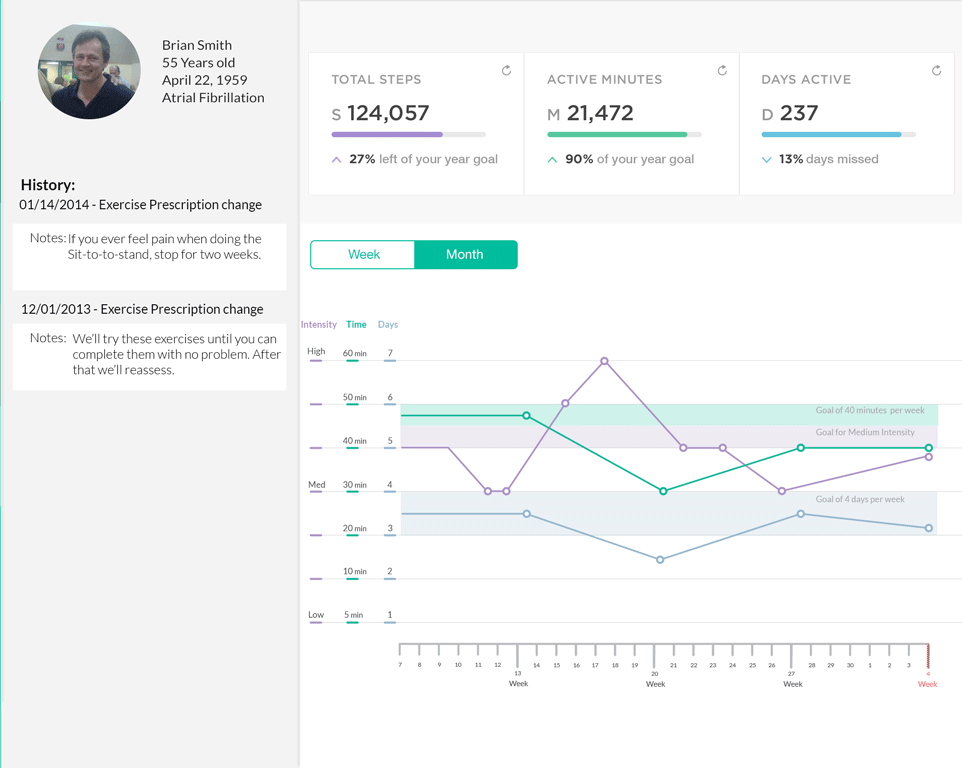 Brian Smith
55 Years old
April 22, 1959
Atrial Fibrillation
History:
01/14/2014 - Exercise Prescription change
Notes: If you ever feel pain when doing the
Sit-to-to-stand, stop for two weeks.
12/01/2013 - Exercise Prescription change
Notes: We'll try these exercises until you can
complete them with no problem. After
that we'll reassess.
TOTAL STEPS
S 124,057
27% left of your year goal
ACTIVE MINUTES
M 21,472
90% of your year goal
DAYS ACTIVE
D 237
13% days missed
Week Month
Intensity Time Days
High 60 min 7
50 min 6
Goal of 40 minutes per week
Goal for Medium Intensity
40 min 5
Med 30 min 4
Goal of 4 days per week
20 min 3
10 min 2
Low 5 min 1
7 8 9 10 11 12 13 14 15 16 17 18 19 20 21 22 23 24 25 26 27 28 29 30 1 2 3 4
Week Week Week Week